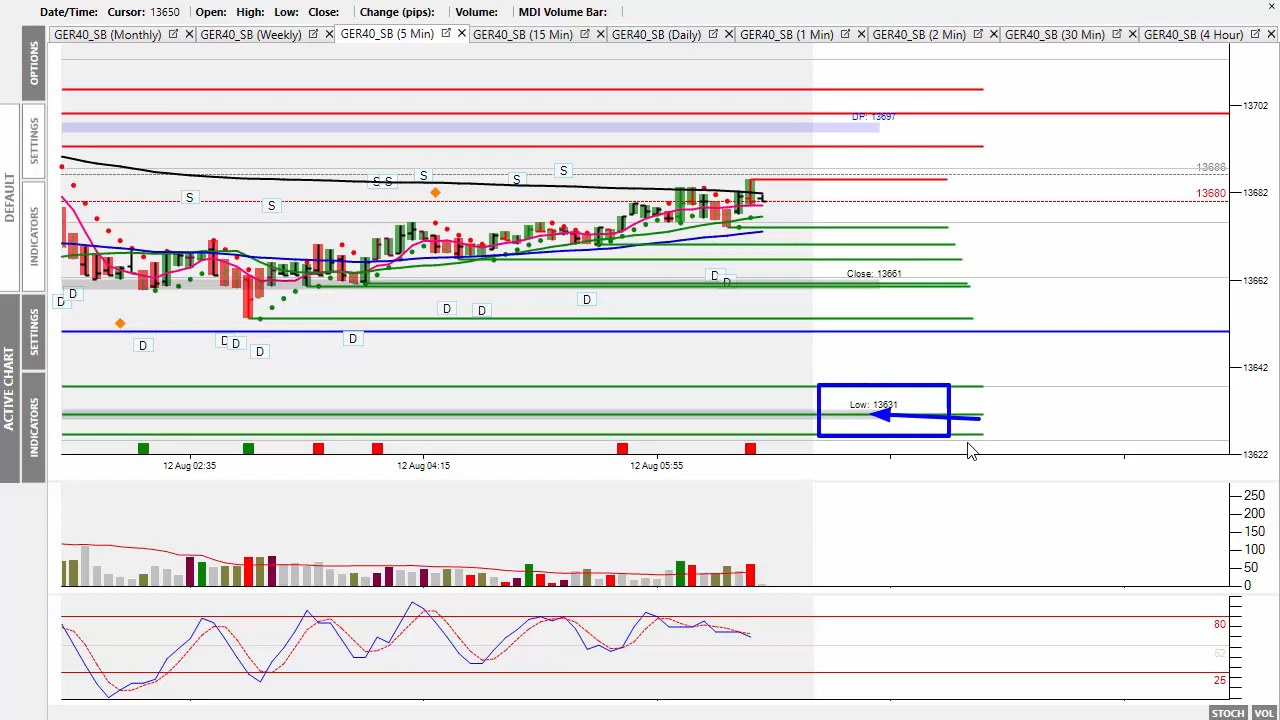 Date/Time: Cursor: 13650 Open: High: Low: Close: Change (pips): Volume: MDI Volume Bar:
GER40_SB (Monthly) GER40_SB (Weekly) GER40_SB (5 Min) GER40_SB (15 Min) GER40_SB (Daily) GER40_SB (1 Min) GER40_SB (2 Min) GER40_SB (30 Min) GER40_SB (4 Hour)
OPTIONS
SETTINGS
DEFAULT
INDICATORS
SETTINGS
ACTIVE CHART
INDICATORS
13702
DP: 13697
13686
13682
13680
S
S
S S
S
S
S
Close: 13661
13662
D
D
D
D
D
D
D
D
D
D
D
D
D
13642
Low: 13631
13622
12 Aug 02:35 12 Aug 04:15 12 Aug 05:55
250
200
150
100
50
0
80
62
25
STOCH VOL